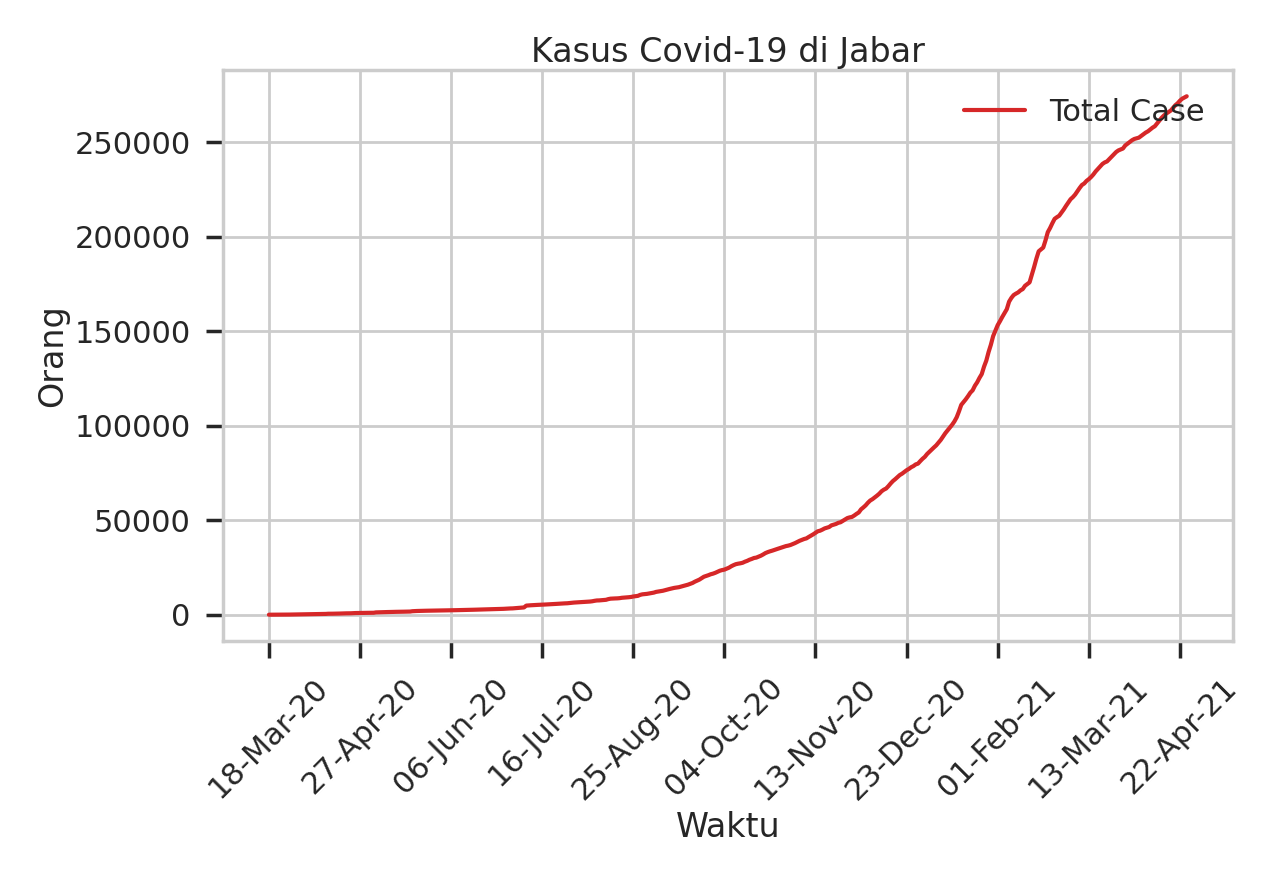 Kasus Covid-19 di Jabar
Total Case
Orang
250000
200000
150000
100000
50000
0
18-Mar-20
27-Apr-20
06-Jun-20
16-Jul-20
25-Aug-20
04-Oct-20
13-Nov-20
23-Dec-20
01-Feb-21
13-Mar-21
22-Apr-21
Waktu